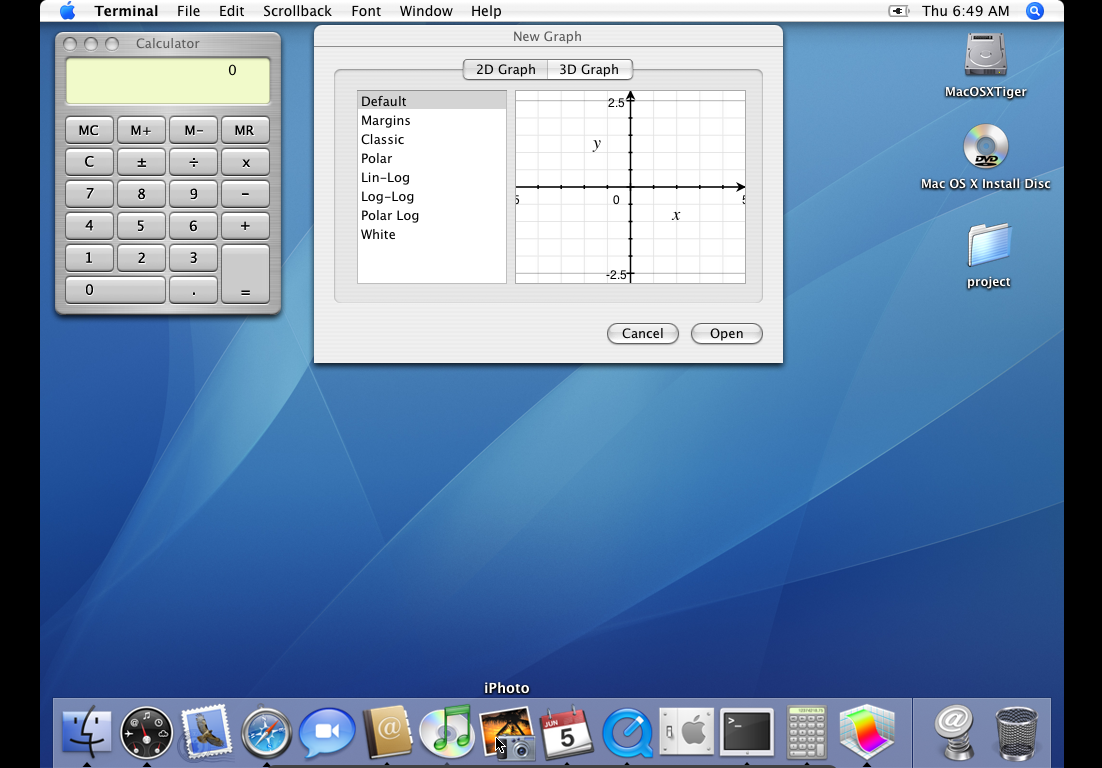 Terminal File Edit Scrollback Font Window Help Thu 6:49 AM
Calculator
0
MC M+ M- MR
C ± ÷ x
7 8 9 −
4 5 6 +
1 2 3
0 . =
New Graph
2D Graph 3D Graph
Default
Margins
Classic
Polar
Lin-Log
Log-Log
Polar Log
White
2.5
y
0
x
-2.5
Cancel Open
MacOSXTiger
DVD
Mac OS X Install Disc
project
iPhoto
@
JUN
5
>_
@